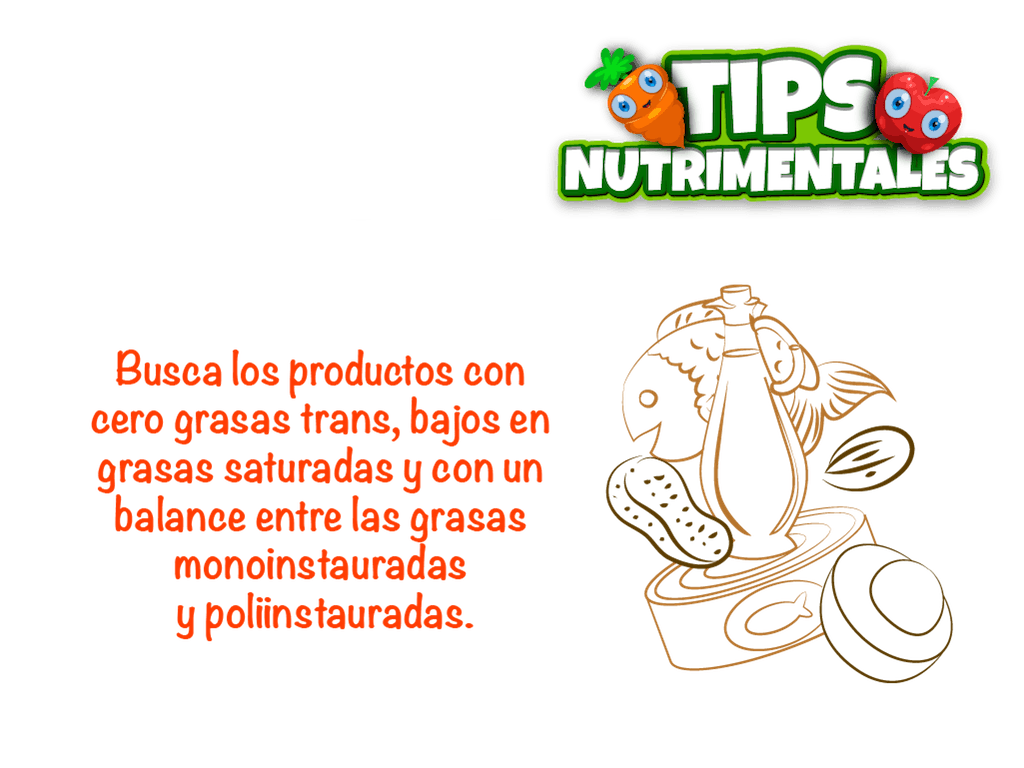 TIPS
NUTRIMENTALES
Busca los productos con
cero grasas trans, bajos en
grasas saturadas y con un
balance entre las grasas
monoinstauradas
y poliinstauradas.